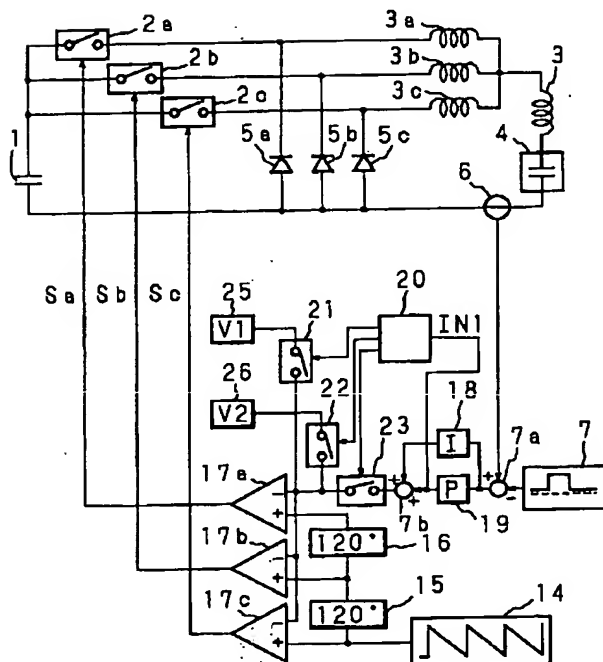 2a
3a
2b
3b
3
2c
3c
1
5a
5b
5c
4
6
Sa
Sb
Sc
25
21
20
V1
IN1
26
22
18
V2
23
I
7a
7
+
+
+
-
17a
P
-
7b
19
+
120°
16
17b
-
+
15
17c
120°
14
-
+